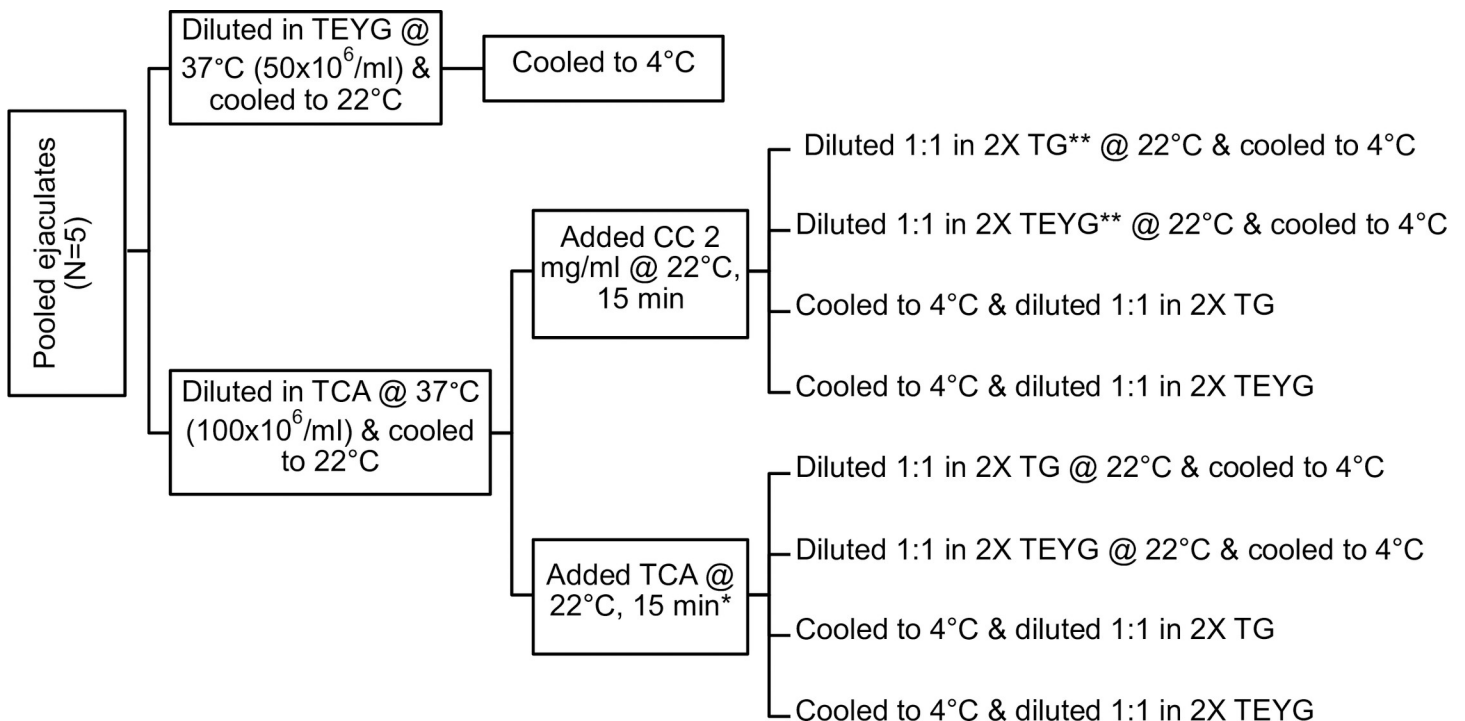 Pooled ejaculates
(N=5)
Diluted in TEYG @
37°C (50x10⁶/ml) &
cooled to 22°C
Cooled to 4°C
Diluted in TCA @ 37°C
(100x10⁶/ml) & cooled
to 22°C
Added CC 2
mg/ml @ 22°C,
15 min
Diluted 1:1 in 2X TG** @ 22°C & cooled to 4°C
Diluted 1:1 in 2X TEYG** @ 22°C & cooled to 4°C
Cooled to 4°C & diluted 1:1 in 2X TG
Cooled to 4°C & diluted 1:1 in 2X TEYG
Added TCA @
22°C, 15 min*
Diluted 1:1 in 2X TG @ 22°C & cooled to 4°C
Diluted 1:1 in 2X TEYG @ 22°C & cooled to 4°C
Cooled to 4°C & diluted 1:1 in 2X TG
Cooled to 4°C & diluted 1:1 in 2X TEYG